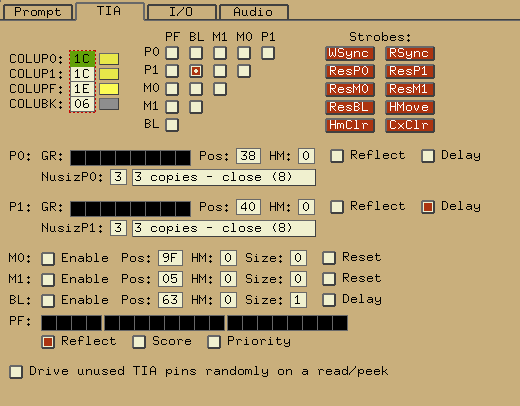 Prompt TIA I/O Audio
PF BL M1 M0 P1 Strobes:
P0 WSync RSync
COLUP0: 1C P1 ResP0 ResP1
COLUP1: 1C M0 ResM0 ResM1
COLUPF: 1E M1 ResBL HMove
COLUBK: 06 BL HmClr CxClr
P0: GR: Pos: 38 HM: 0 Reflect Delay
NusizP0: 3 3 copies - close (8)
P1: GR: Pos: 40 HM: 0 Reflect Delay
NusizP1: 3 3 copies - close (8)
M0: Enable Pos: 9F HM: 0 Size: 0 Reset
M1: Enable Pos: 05 HM: 0 Size: 0 Reset
BL: Enable Pos: 63 HM: 0 Size: 1 Delay
PF:
Reflect Score Priority
Drive unused TIA pins randomly on a read/peek